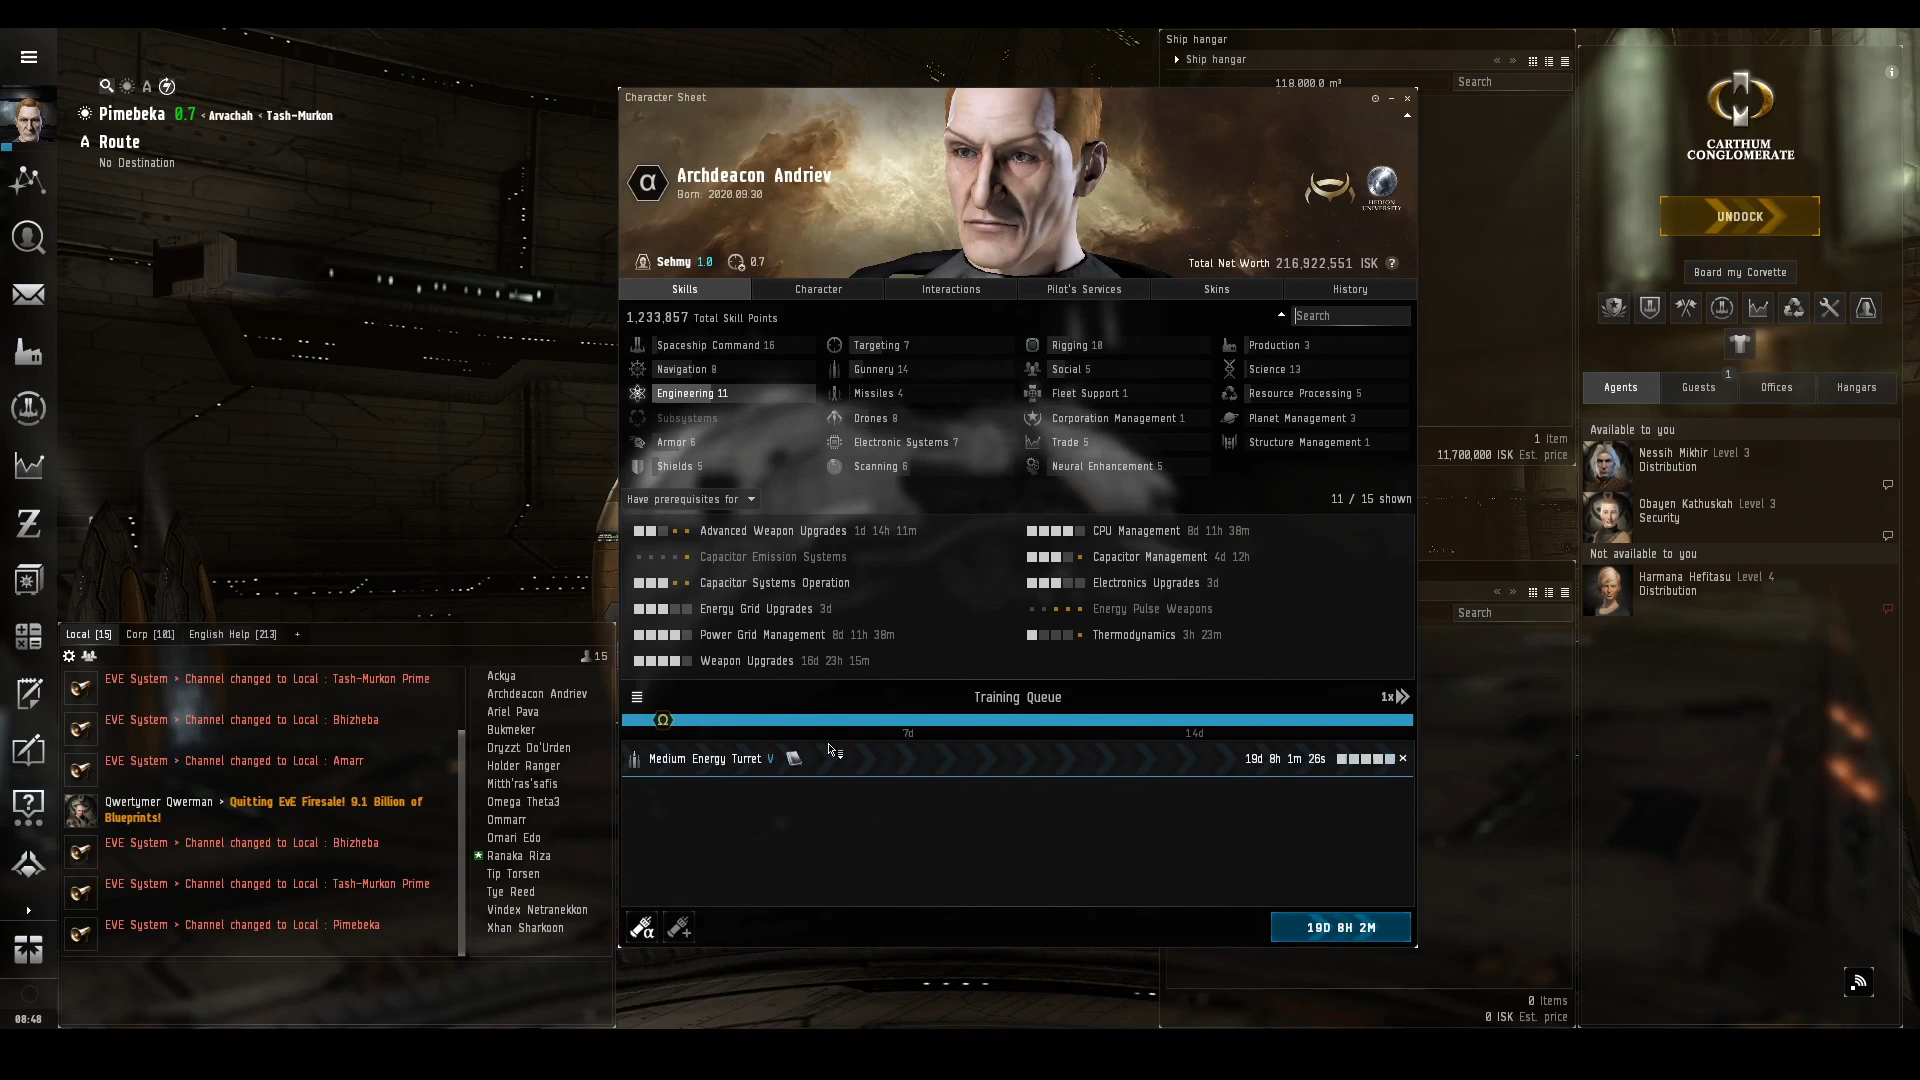 Pimebeka 0.7 < Arvachah < Tash-Murkon
Route
No Destination
Ship hangar
Ship hangar
118,000.0 m³
Search
1 Item
11,700,000 ISK Est. price
Search
0 Items
0 ISK Est. price
Character Sheet
α
Archdeacon Andriev
Born: 2020.09.30
HEDION
UNIVERSITY
Sehmy 1.0 0.7
Total Net Worth 216,922,551 ISK ?
Skills Character Interactions Pilot's Services Skins History
1,233,857 Total Skill Points
Search
Spaceship Command 16 Targeting 7 Rigging 10 Production 3
Navigation 8 Gunnery 14 Social 5 Science 13
Engineering 11 Missiles 4 Fleet Support 1 Resource Processing 5
Subsystems Drones 8 Corporation Management 1 Planet Management 3
Armor 6 Electronic Systems 7 Trade 5 Structure Management 1
Shields 5 Scanning 6 Neural Enhancement 5
Have prerequisites for 11 / 15 shown
Advanced Weapon Upgrades 1d 14h 11m CPU Management 8d 11h 38m
Capacitor Emission Systems Capacitor Management 4d 12h
Capacitor Systems Operation Electronics Upgrades 3d
Energy Grid Upgrades 3d Energy Pulse Weapons
Power Grid Management 8d 11h 38m Thermodynamics 3h 23m
Weapon Upgrades 16d 23h 15m
Training Queue 1x
Ω
7d 14d
Medium Energy Turret V 19d 8h 1m 26s
19D 8H 2M
CARTHUM
CONGLOMERATE
UNDOCK
Board my Corvette
1
Agents Guests Offices Hangars
Available to you
Nessih Mikhir Level 3
Distribution
Obayen Kathuskah Level 3
Security
Not available to you
Harmana Hefitasu Level 4
Distribution
Local [15] Corp [101] English Help [213] +
15
EVE System > Channel changed to Local : Tash-Murkon Prime
EVE System > Channel changed to Local : Bhizheba
EVE System > Channel changed to Local : Amarr
Qwertymer Qwerman > Quitting EvE Firesale! 9.1 Billion of
Blueprints!
EVE System > Channel changed to Local : Bhizheba
EVE System > Channel changed to Local : Tash-Murkon Prime
EVE System > Channel changed to Local : Pimebeka
Ackya
Archdeacon Andriev
Ariel Pava
Bukmeker
Dryzzt Do'Urden
Holder Ranger
Mitth'ras'safis
Omega Theta3
Ommarr
Ornari Edo
Ranaka Riza
Tip Torsen
Tye Reed
Vindex Netranekkon
Xhan Sharkoon
08:48